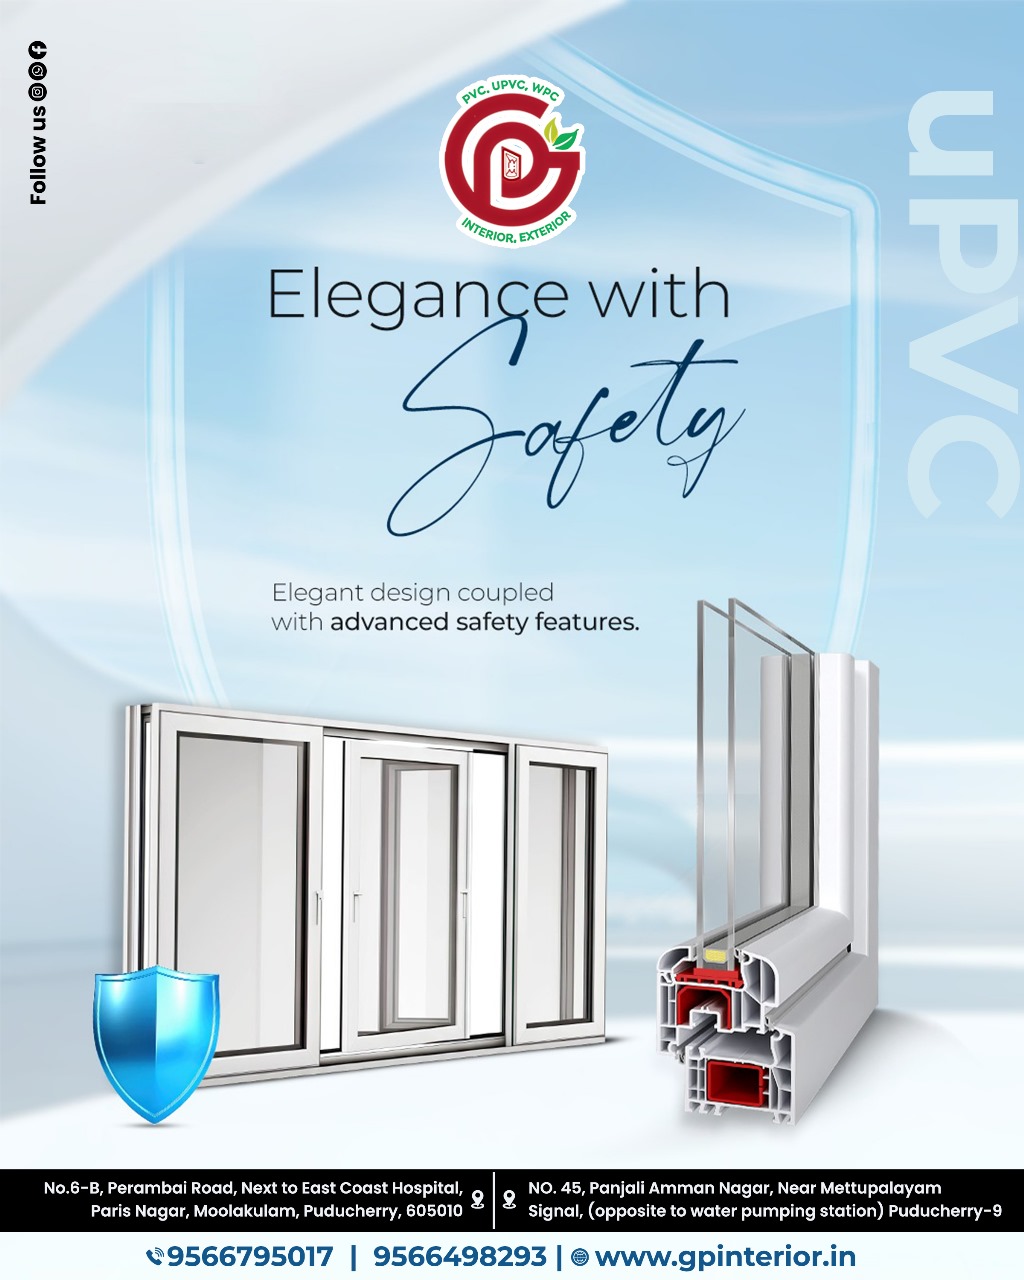 Follow us
PVC, UPVC, WPC
INTERIOR, EXTERIOR
uPVC
Elegance with
Safety
Elegant design coupled
with advanced safety features.
No.6-B, Perambai Road, Next to East Coast Hospital,
Paris Nagar, Moolakulam, Puducherry, 605010
NO. 45, Panjali Amman Nagar, Near Mettupalayam
Signal, (opposite to water pumping station) Puducherry-9
9566795017 | 9566498293 | www.gpinterior.in